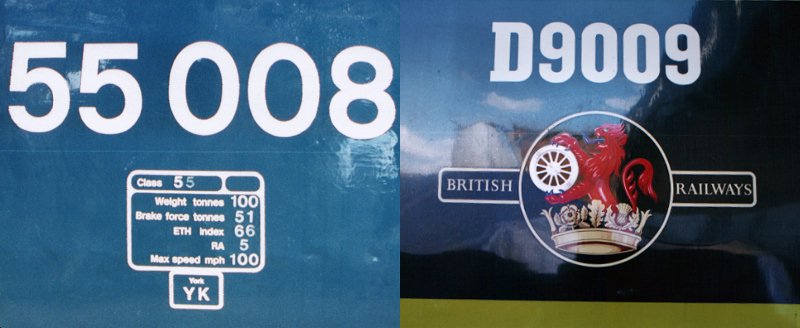 55 008
Class 55
Weight tonnes 100
Brake force tonnes 51
ETH index 66
RA 5
Max speed mph 100
York
YK
D9009
BRITISH RAILWAYS